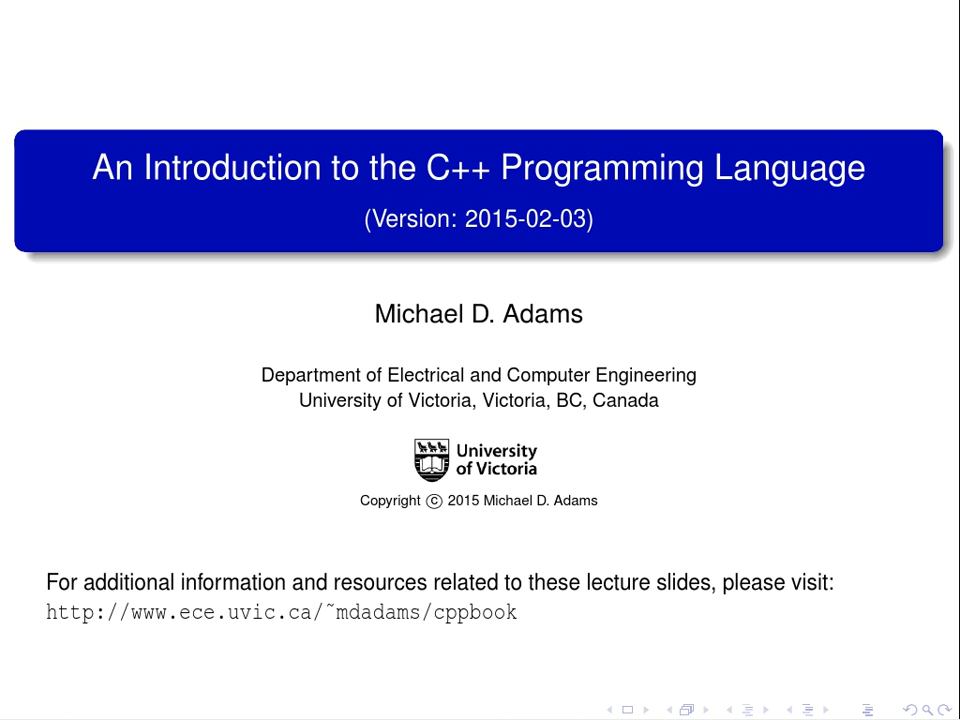 An Introduction to the C++ Programming Language
(Version: 2015-02-03)
Michael D. Adams
Department of Electrical and Computer Engineering
University of Victoria, Victoria, BC, Canada
University
of Victoria
Copyright © 2015 Michael D. Adams
For additional information and resources related to these lecture slides, please visit:
http://www.ece.uvic.ca/˜mdadams/cppbook